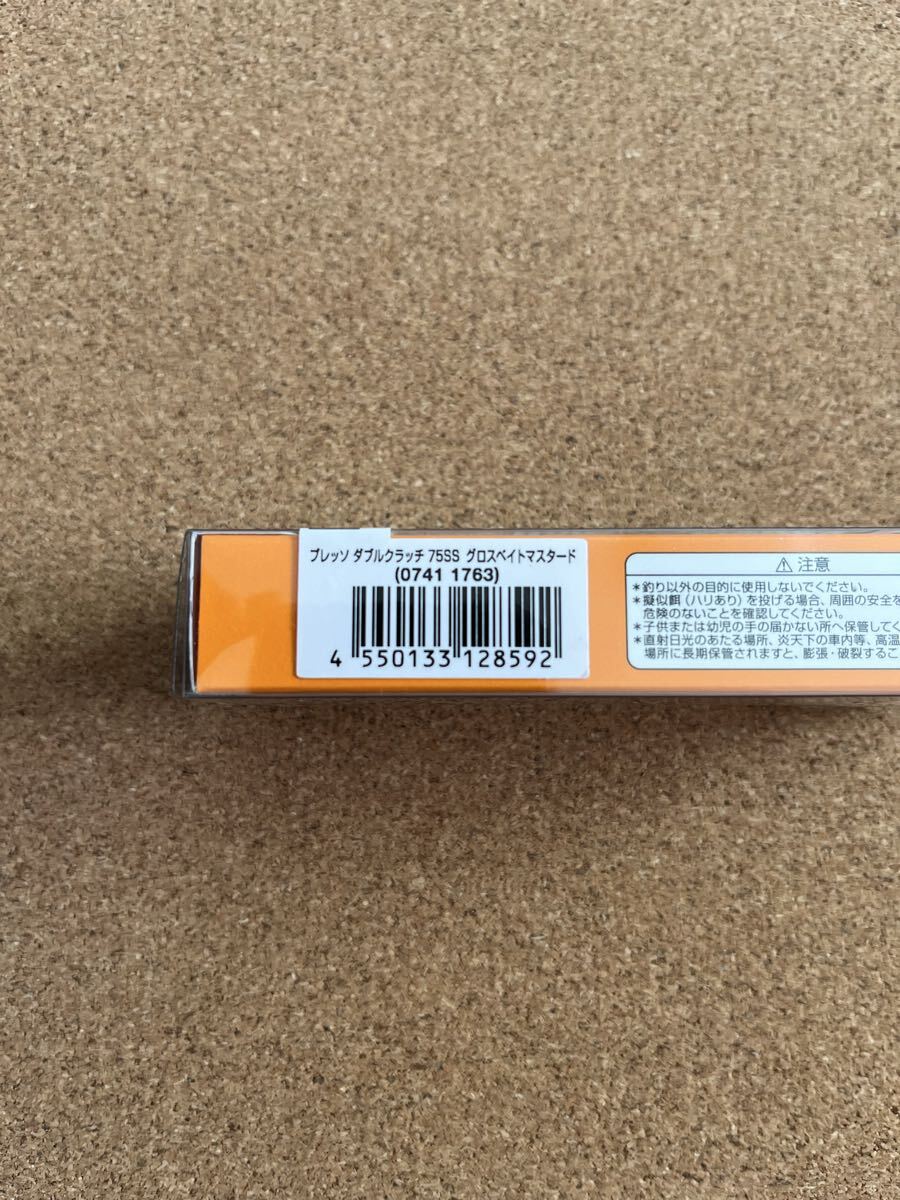 プレッソ ダブルクラッチ 75SS グロスベイトマスタード
(0741 1763)
4 550133 128592
⚠ 注意
*釣り以外の目的に使用しないでください。
*擬似餌(ハリあり)を投げる場合、周囲の安全を
危険のないことを確認してください。
*子供または幼児の手の届かない所へ保管してく
*直射日光のあたる場所、炎天下の車内等、高温
場所に長期保管されますと、膨張・破裂するこ